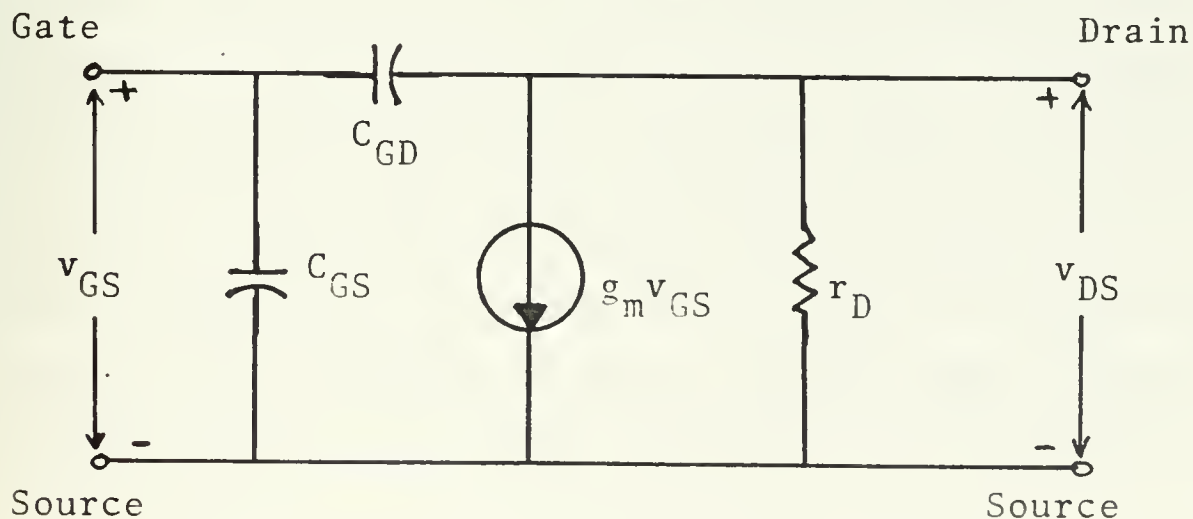 Gate
Drain
+
+
C_GD
v_GS
C_GS
g_m v_GS
r_D
v_DS
-
-
Source
Source